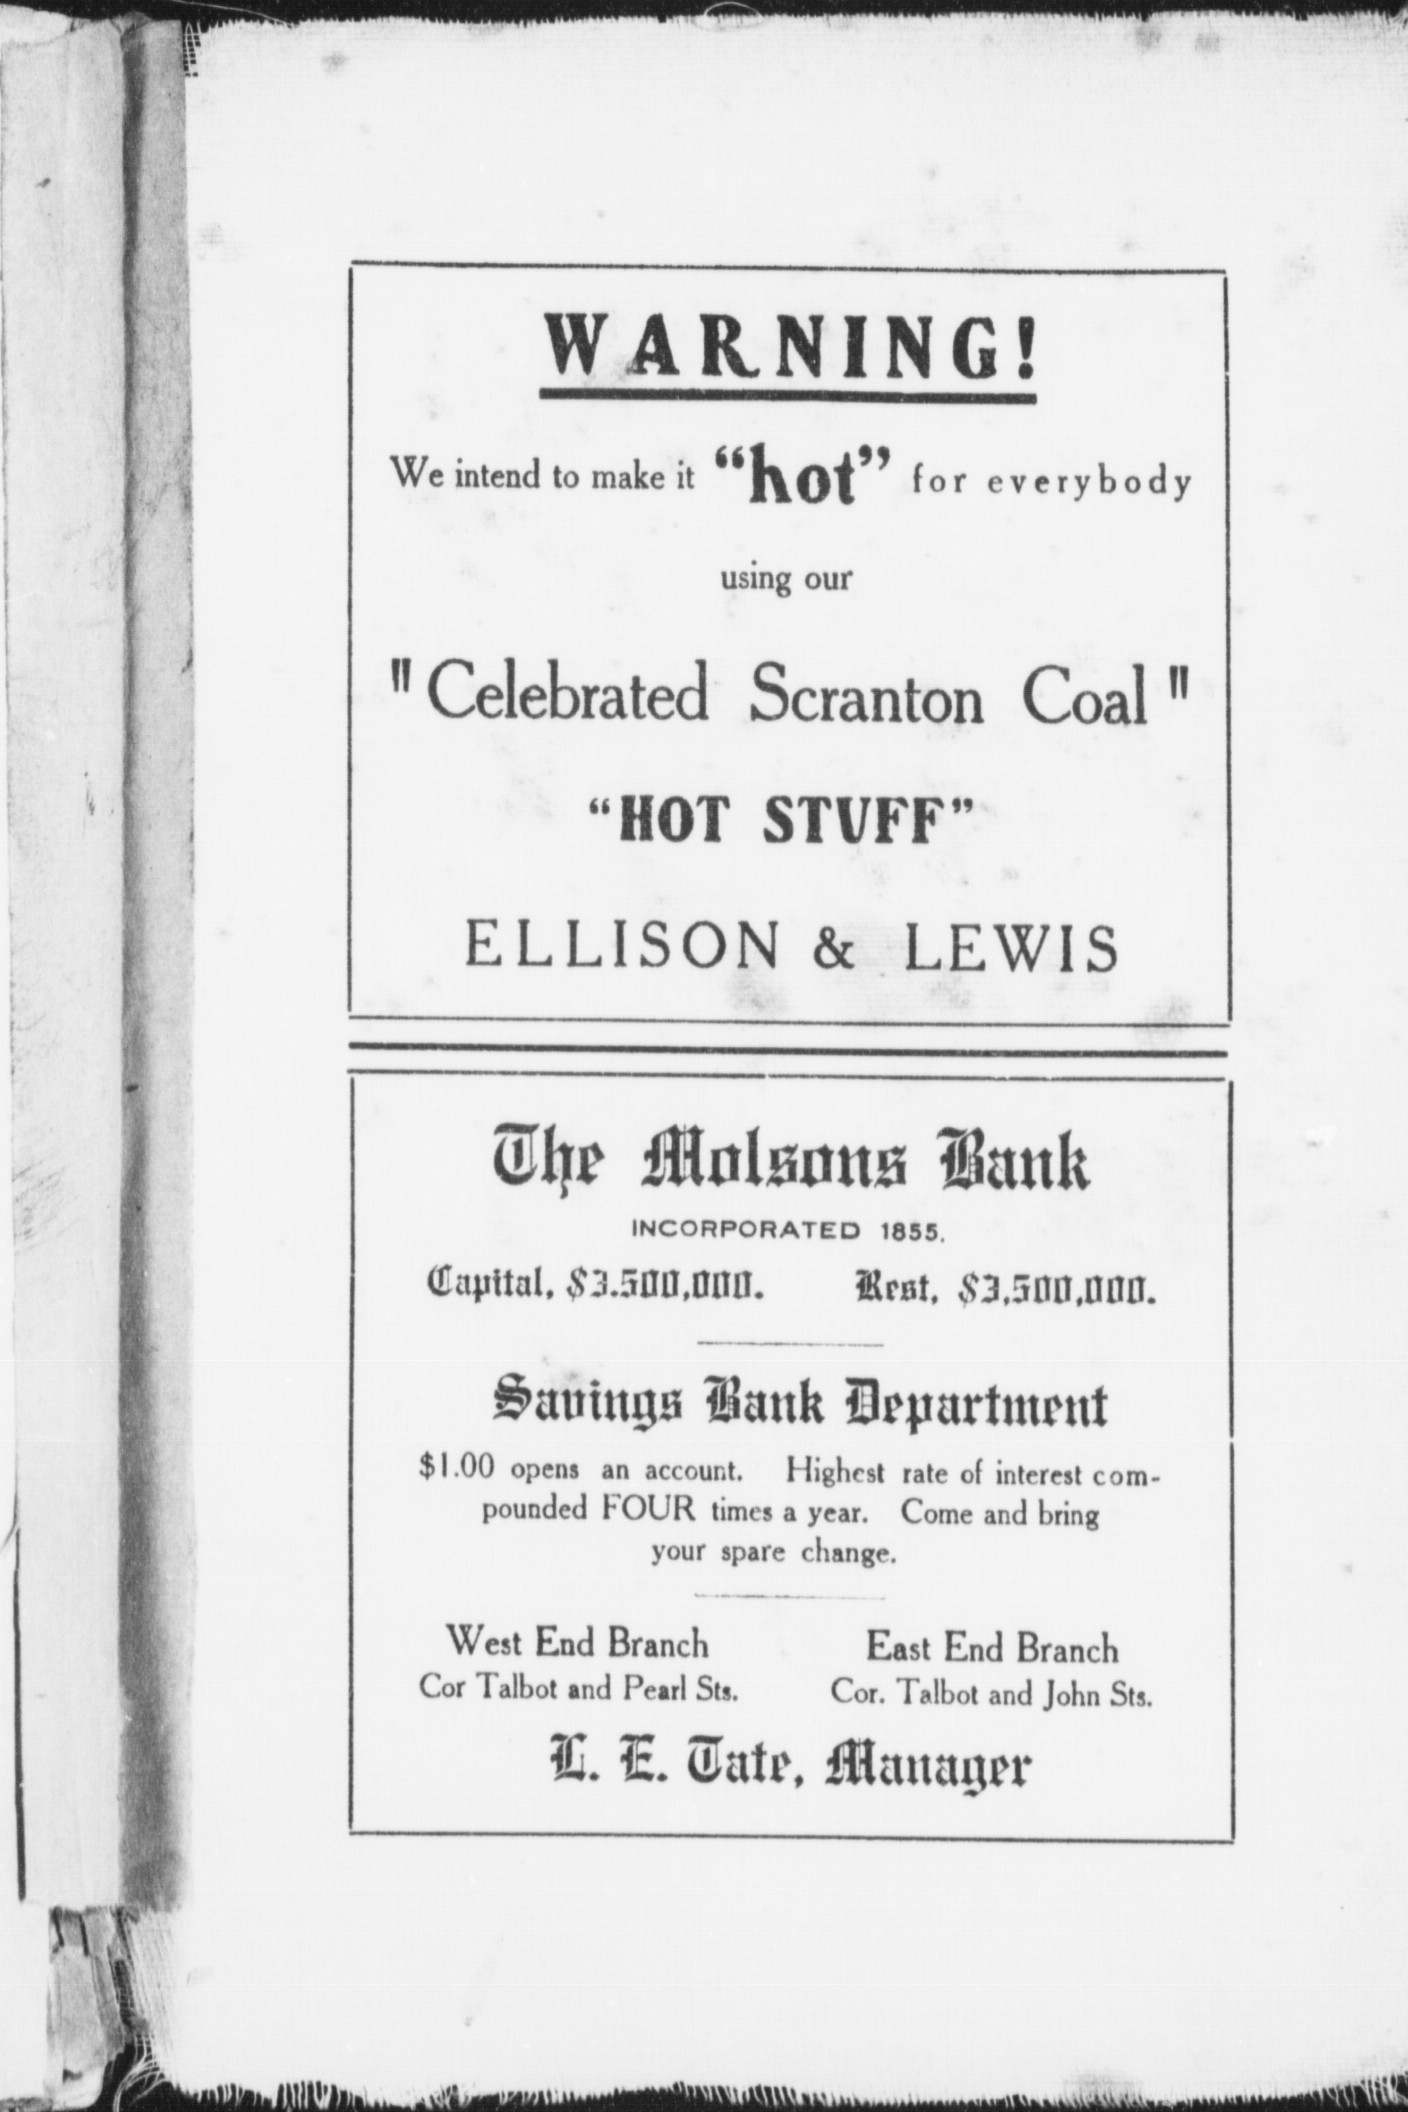 WARNING!
We intend to make it “hot” for everybody
using our
"Celebrated Scranton Coal"
“HOT STUFF”
ELLISON & LEWIS
The Molsons Bank
INCORPORATED 1855.
Capital, $3.500,000. Rest, $3,500,000.
Savings Bank Department
$1.00 opens an account. Highest rate of interest com-
pounded FOUR times a year. Come and bring
your spare change.
West End Branch East End Branch
Cor Talbot and Pearl Sts. Cor. Talbot and John Sts.
L. E. Tate, Manager